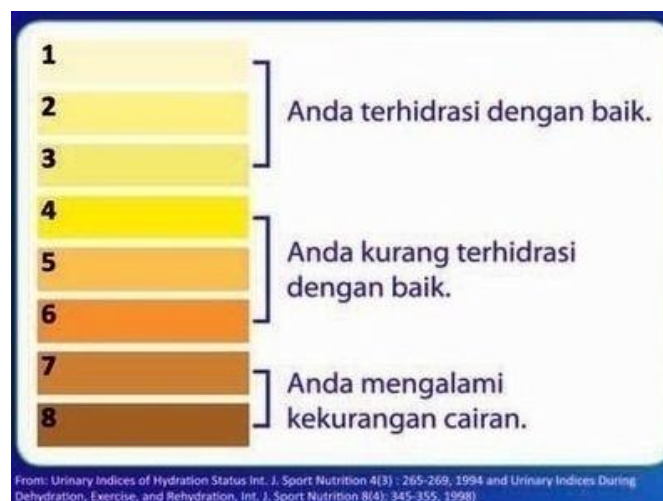 1
2
3
Anda terhidrasi dengan baik.
4
5
6
Anda kurang terhidrasi
dengan baik.
7
8
Anda mengalami
kekurangan cairan.
From: Urinary Indices of Hydration Status Int. J. Sport Nutrition 4(3) : 265-269, 1994 and Urinary Indices During
Dehydration, Exercise, and Rehydration. Int. J. Sport Nutrition 8(4): 345-355, 1998)